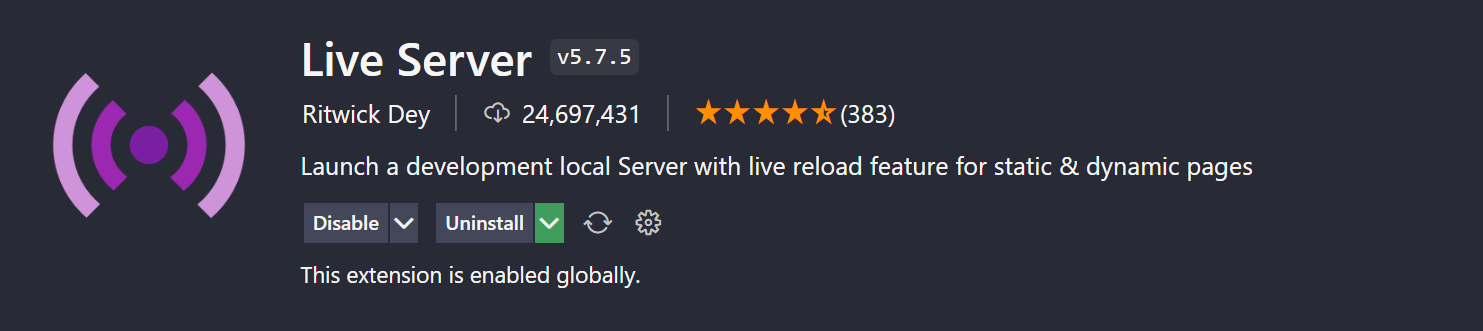 Live Server v5.7.5
Ritwick Dey 24,697,431 (383)
Launch a development local Server with live reload feature for static & dynamic pages
Disable Uninstall
This extension is enabled globally.